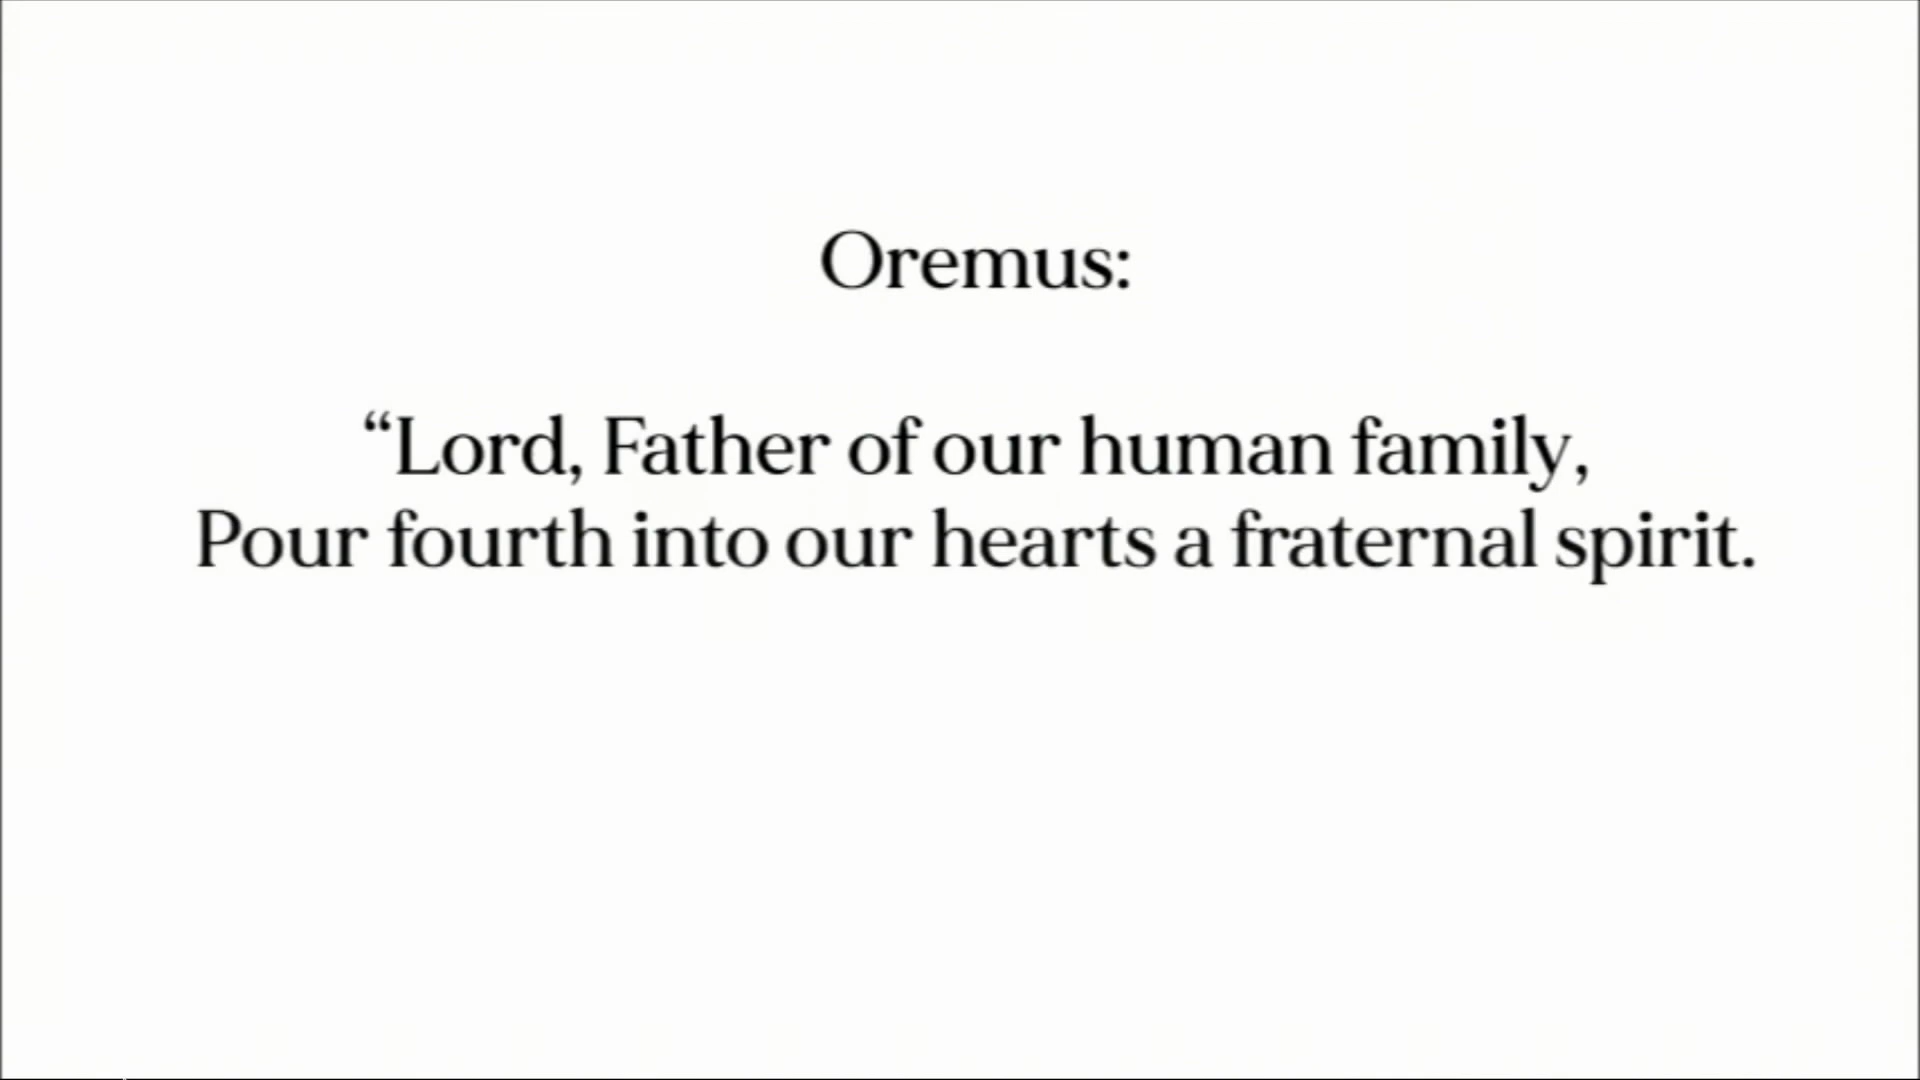 Oremus:
“Lord, Father of our human family,
Pour fourth into our hearts a fraternal spirit.